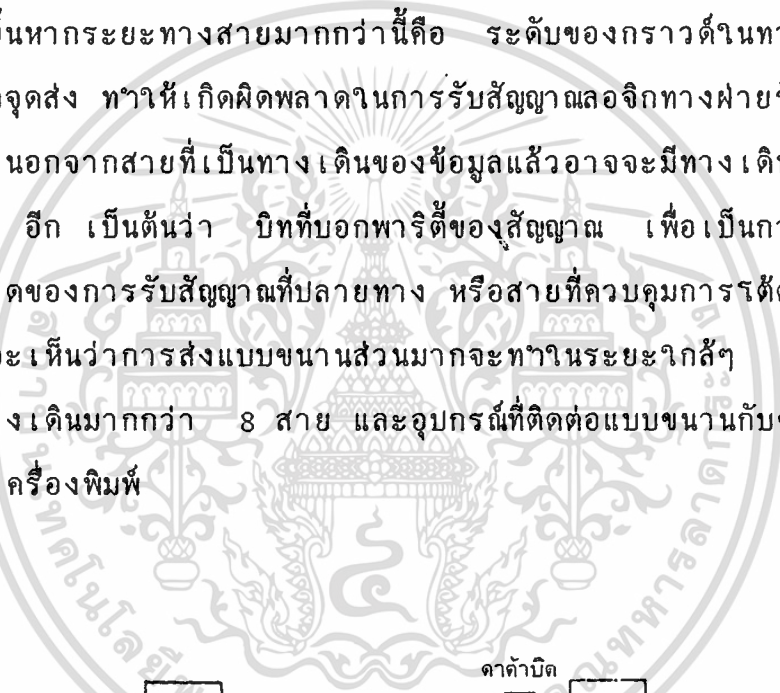 ขึ้นหากระยะทางสายมากกว่านี้คือ ระดับของกราวด์ในทา
จุดส่ง ทำให้เกิดผิดพลาดในการรับสัญญาณลอจิกทางฝ่ายรั
นอกจากสายที่เป็นทางเดินของข้อมูลแล้วอาจจะมีทางเดิน
อีก เป็นต้นว่า บิทที่บอกพาริตี้ของสัญญาณ เพื่อเป็นกา
ดของการรับสัญญาณที่ปลายทาง หรือสายที่ควบคุมการโต้ต
ะเห็นว่าการส่งแบบขนานส่วนมากจะทำในระยะใกล้ๆ
งเดินมากกว่า 8 สาย และอุปกรณ์ที่ติดต่อแบบขนานกับ
ครื่องพิมพ์
ดาต้าบิต